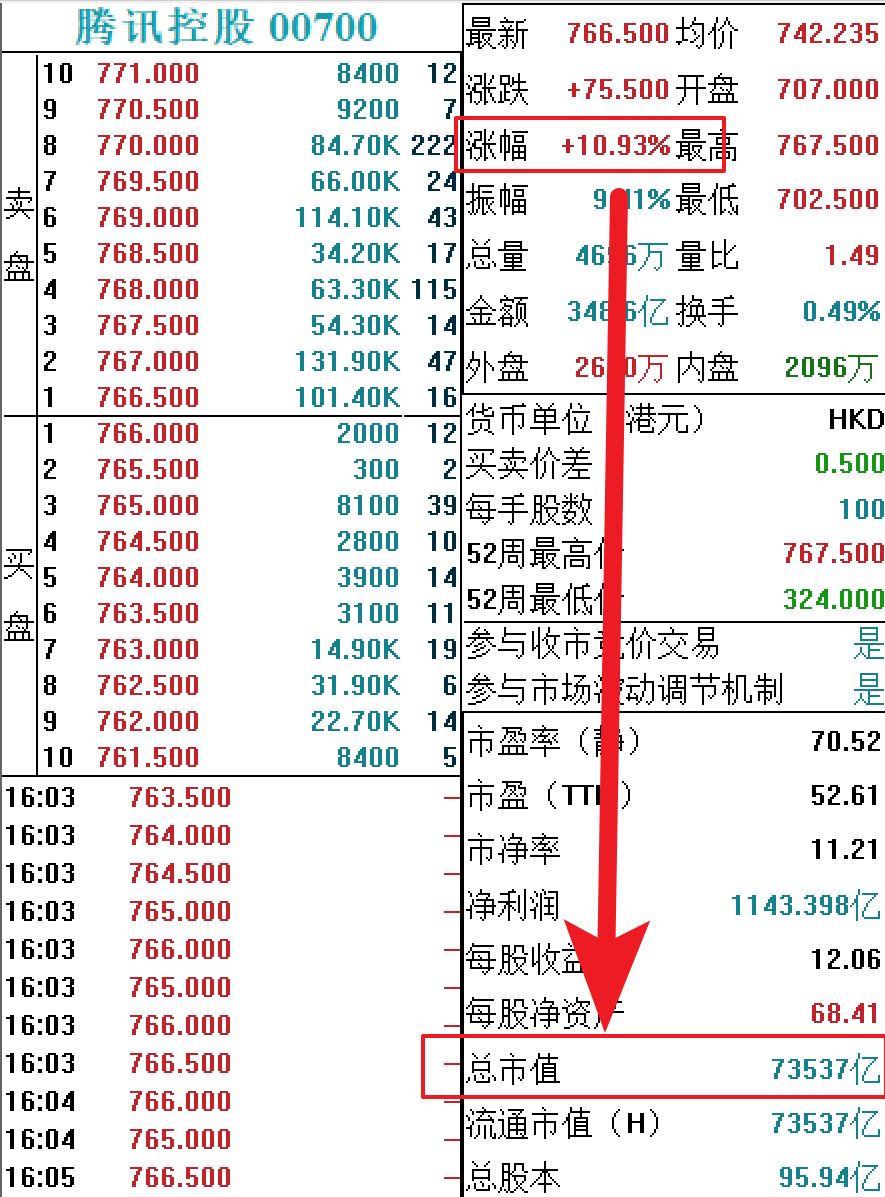 腾讯控股 00700
卖盘
10 771.000 8400 12
9 770.500 9200 7
8 770.000 84.70K 222
7 769.500 66.00K 24
6 769.000 114.10K 43
5 768.500 34.20K 17
4 768.000 63.30K 115
3 767.500 54.30K 14
2 767.000 131.90K 47
1 766.500 101.40K 16
买盘
1 766.000 2000 12
2 765.500 300 2
3 765.000 8100 39
4 764.500 2800 10
5 764.000 3900 14
6 763.500 3100 11
7 763.000 14.90K 19
8 762.500 31.90K 6
9 762.000 22.70K 14
10 761.500 8400 5
16:03 763.500
16:03 764.000
16:03 764.500
16:03 765.000
16:03 766.000
16:03 765.000
16:03 766.000
16:03 766.500
16:04 766.000
16:04 765.000
16:05 766.500
最新 766.500 均价 742.235
涨跌 +75.500 开盘 707.000
涨幅 +10.93% 最高 767.500
振幅 最低 702.500
总量 量比 1.49
金额 换手 0.49%
外盘 内盘 2096万
货币单位（港元） HKD
买卖价差 0.500
每手股数 100
52周最高价 767.500
52周最低价 324.000
参与收市竞价交易 是
参与市场波动调节机制 是
市盈率（静） 70.52
市盈（TTM） 52.61
市净率 11.21
净利润 1143.398亿
每股收益 12.06
每股净资产 68.41
总市值 73537亿
流通市值（H） 73537亿
总股本 95.94亿